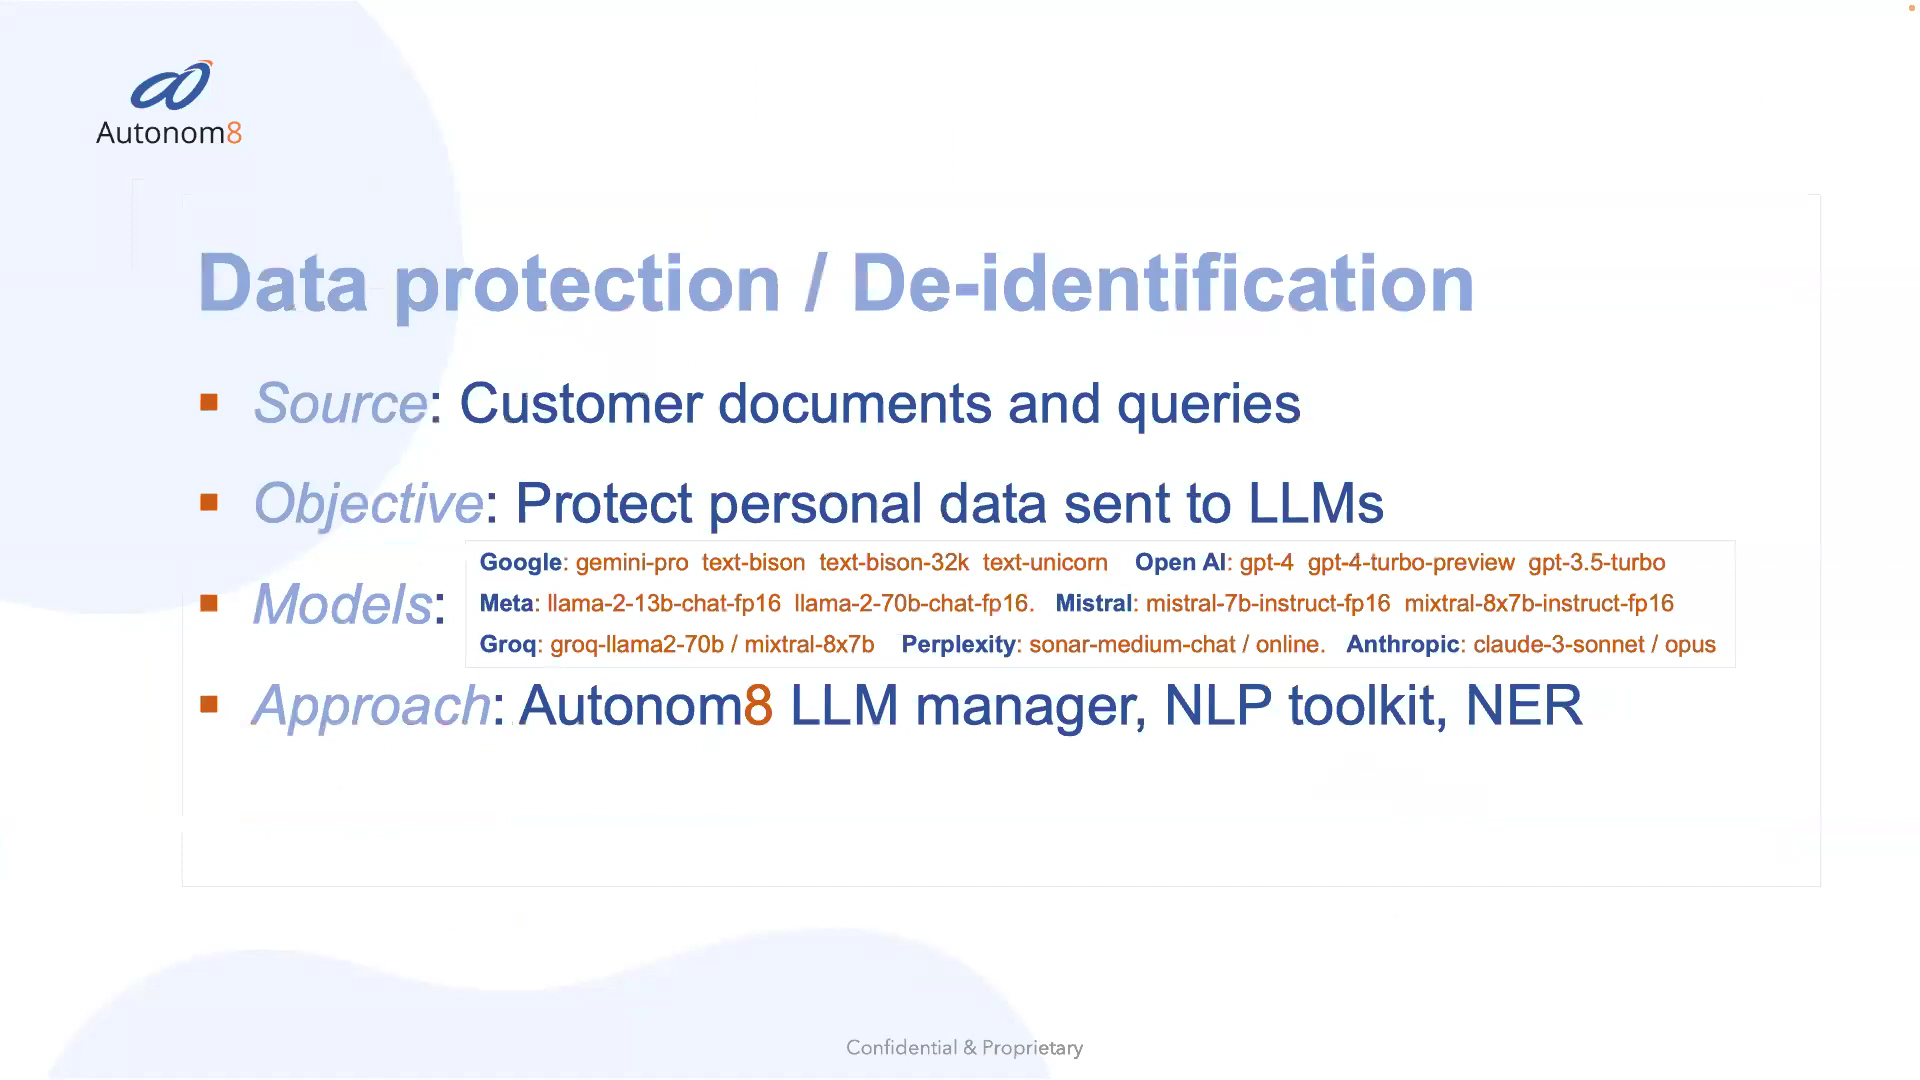 Autonom8
Data protection / De-identification
▪ Source: Customer documents and queries
▪ Objective: Protect personal data sent to LLMs
Google: gemini-pro text-bison text-bison-32k text-unicorn Open AI: gpt-4 gpt-4-turbo-preview gpt-3.5-turbo
▪ Models: Meta: llama-2-13b-chat-fp16 llama-2-70b-chat-fp16. Mistral: mistral-7b-instruct-fp16 mixtral-8x7b-instruct-fp16
Groq: groq-llama2-70b / mixtral-8x7b Perplexity: sonar-medium-chat / online. Anthropic: claude-3-sonnet / opus
▪ Approach: Autonom8 LLM manager, NLP toolkit, NER
Confidential & Proprietary